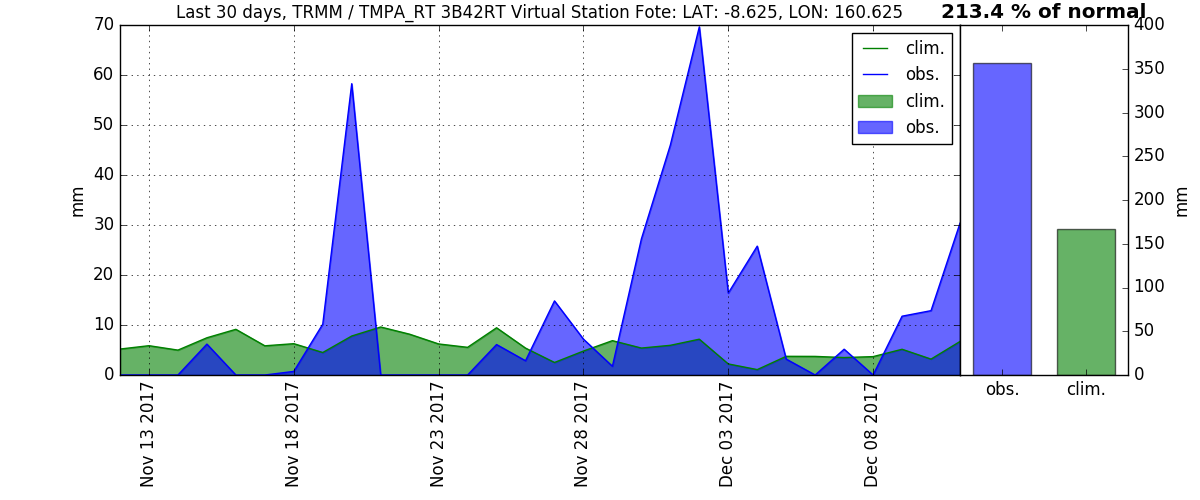 Last 30 days, TRMM / TMPA_RT 3B42RT Virtual Station Fote: LAT: -8.625, LON: 160.625
213.4 % of normal
70
60
50
40
30
20
10
0
mm
clim.
obs.
clim.
obs.
400
350
300
250
200
150
100
50
0
mm
Nov 13 2017
Nov 18 2017
Nov 23 2017
Nov 28 2017
Dec 03 2017
Dec 08 2017
obs.
clim.